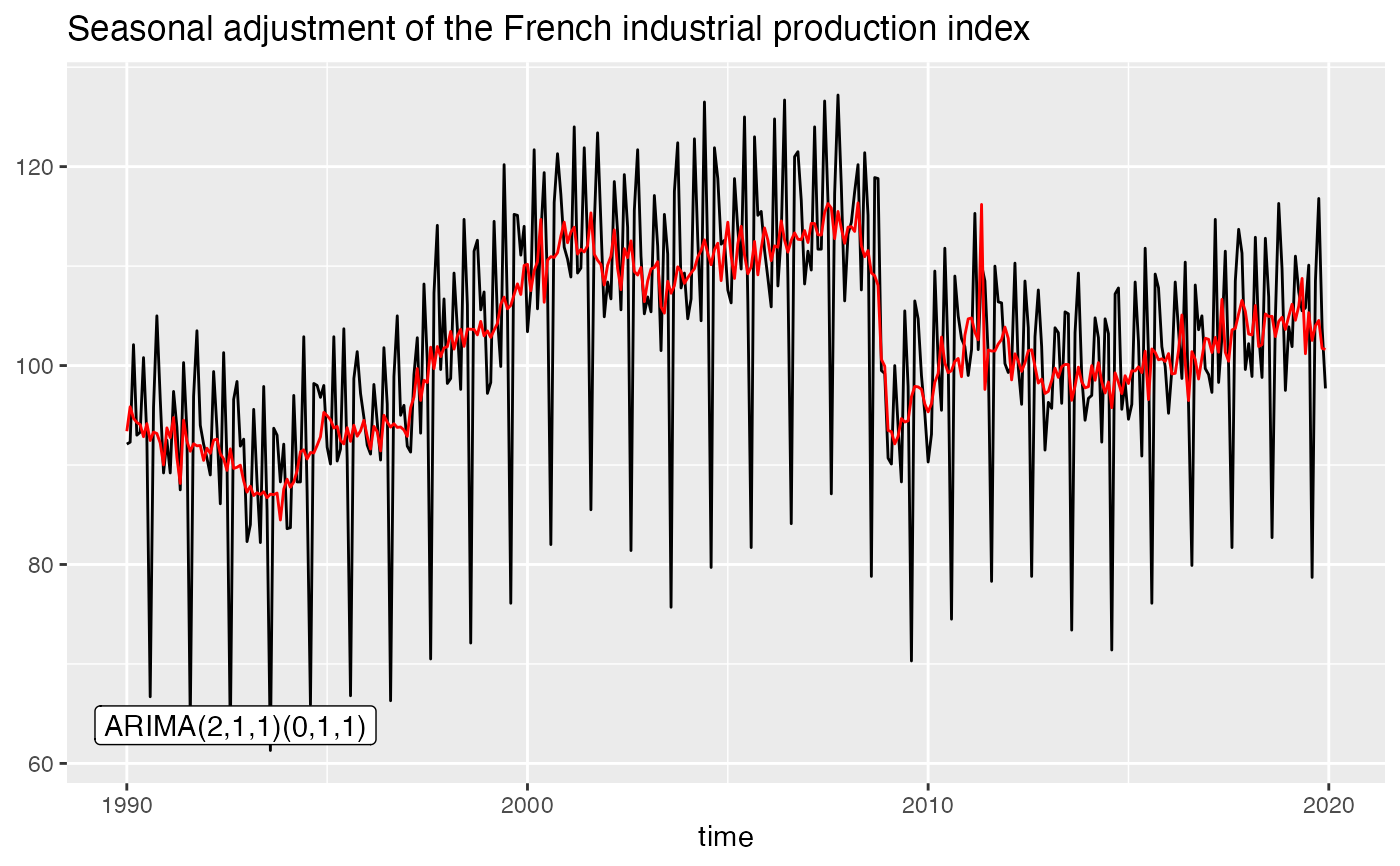 Seasonal adjustment of the French industrial production index
120
100
80
60
ARIMA(2,1,1)(0,1,1)
1990
2000
2010
2020
time